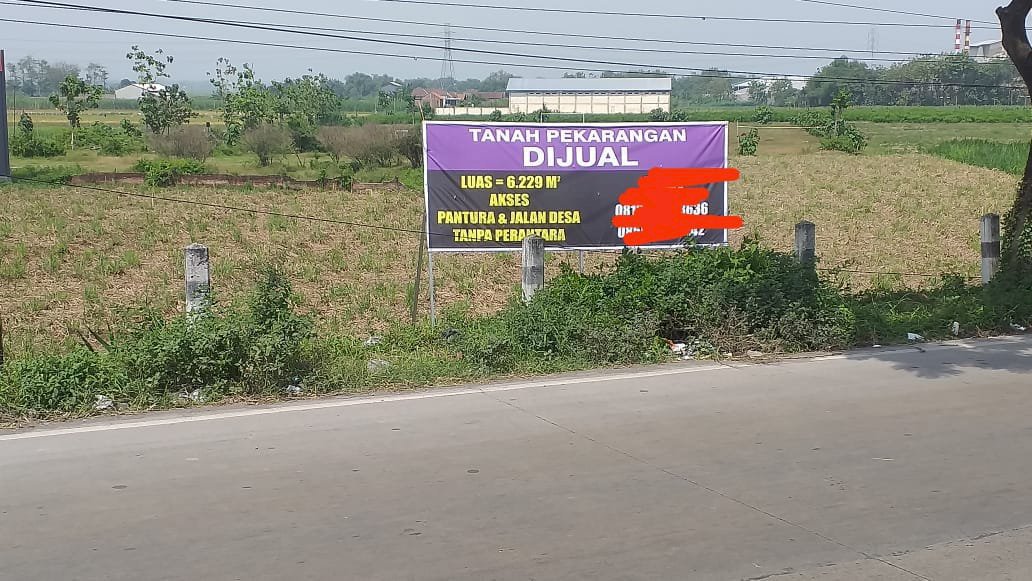 TANAH PEKARANGAN
DIJUAL
LUAS = 6.229 M²
AKSES
PANTURA & JALAN DESA
TANPA PERANTARA